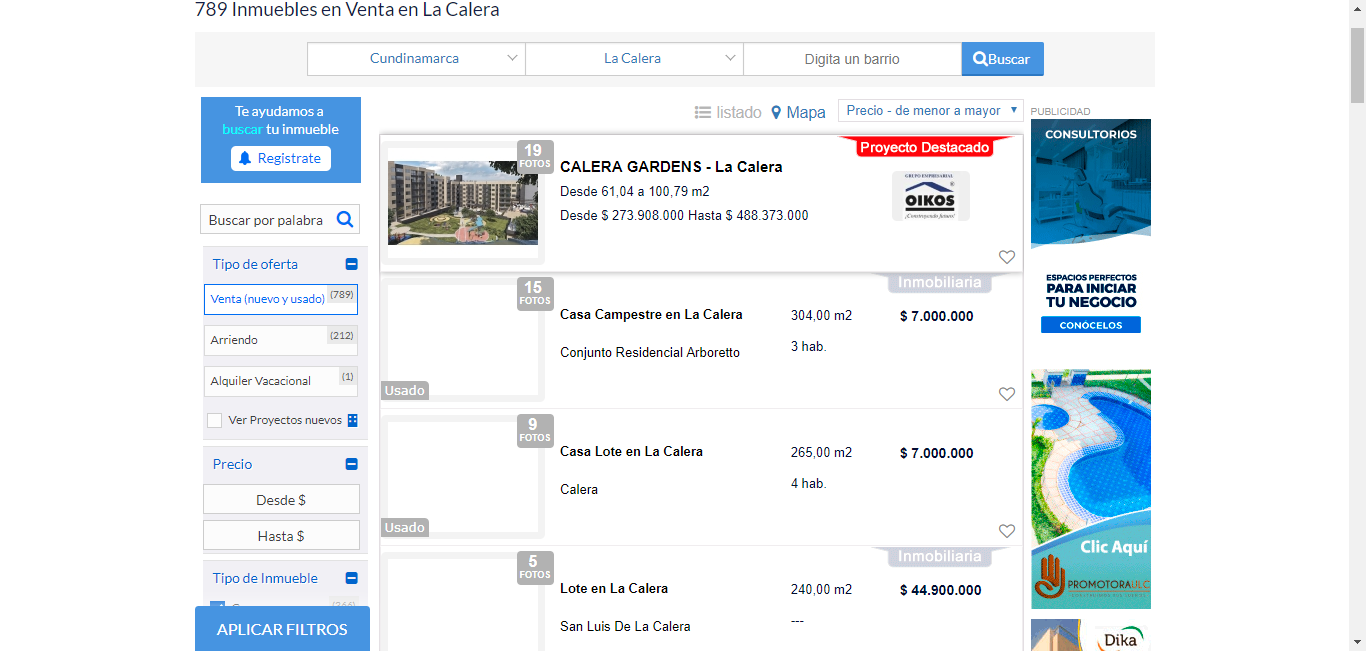 789 Inmuebles en Venta en La Calera
Cundinamarca
La Calera
Digita un barrio
Buscar
Te ayudamos a
buscar tu inmueble
Registrate
Buscar por palabra
Tipo de oferta
Venta (nuevo y usado) (789)
Arriendo (212)
Alquiler Vacacional (1)
Ver Proyectos nuevos
Precio
Desde $
Hasta $
Tipo de Inmueble
APLICAR FILTROS
listado
Mapa
Precio - de menor a mayor
19
FOTOS
Proyecto Destacado
CALERA GARDENS - La Calera
Desde 61,04 a 100,79 m2
Desde $ 273.908.000 Hasta $ 488.373.000
GRUPO EMPRESARIAL
OIKOS
¡Construyendo futuro!
15
FOTOS
Inmobiliaria
Casa Campestre en La Calera
304,00 m2
$ 7.000.000
Conjunto Residencial Arboretto
3 hab.
Usado
9
FOTOS
Casa Lote en La Calera
265,00 m2
$ 7.000.000
Calera
4 hab.
Usado
5
FOTOS
Inmobiliaria
Lote en La Calera
240,00 m2
$ 44.900.000
San Luis De La Calera
---
PUBLICIDAD
CONSULTORIOS
ESPACIOS PERFECTOS
PARA INICIAR
TU NEGOCIO
CONÓCELOS
Clic Aquí
PROMOTORA
Dika